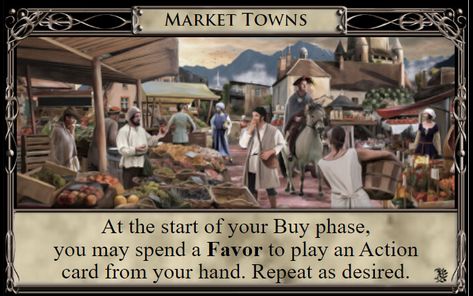 Market Towns
At the start of your Buy phase,
you may spend a Favor to play an Action
card from your hand. Repeat as desired.